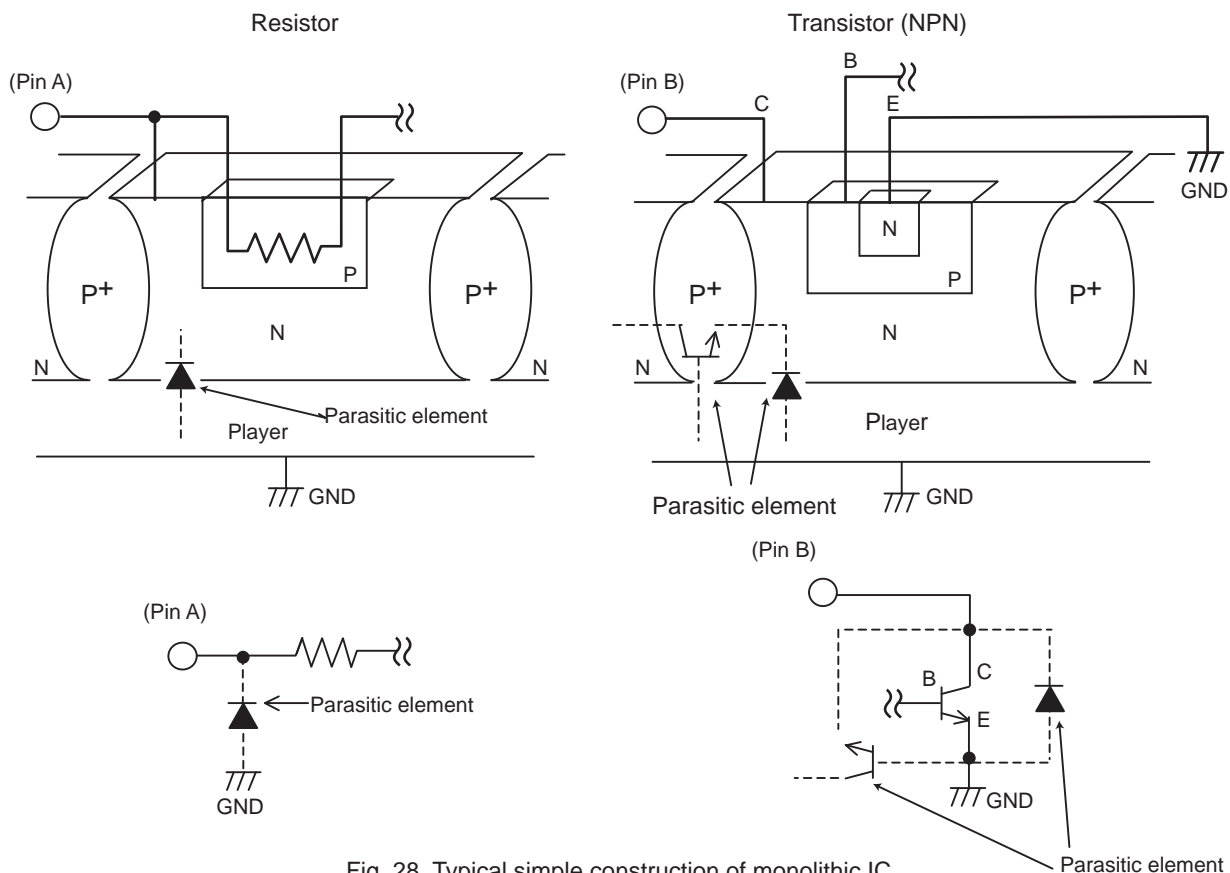 Resistor
(Pin A)
P+
P
P+
N
N
N
Parasitic element
Player
GND
Transistor (NPN)
B
(Pin B)
C
E
GND
N
P+
P
P+
N
N
N
Player
Parasitic element
GND
(Pin A)
Parasitic element
GND
(Pin B)
B
C
E
GND
Parasitic element
Fig. 28 Typical simple construction of monolithic IC